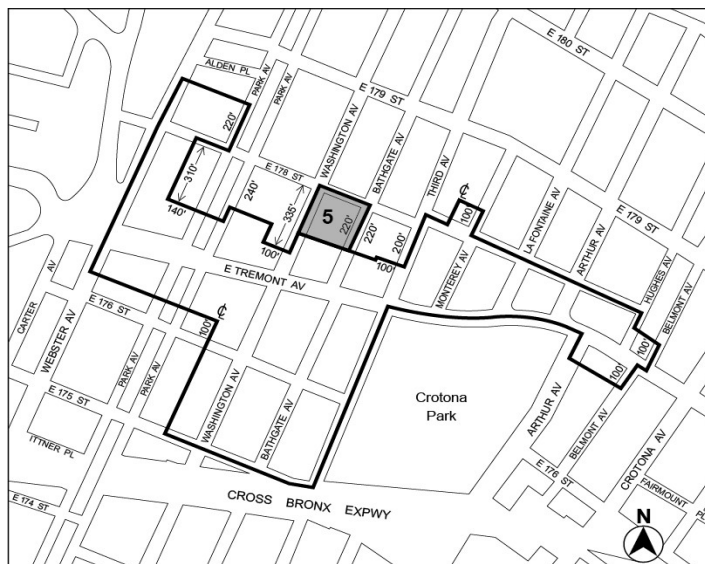 E 180 ST
ALDEN PL
PARK AV
PARK AV
E 179 ST
WASHINGTON AV
BATHGATE AV
THIRD AV
220'
310'
E 178 ST
240'
335'
5
220'
220'
200'
℄
100'
140'
100'
100'
LA FONTAINE AV
ARTHUR AV
E 179 ST
HUGHES AV
BELMONT AV
E TREMONT AV
MONTEREY AV
CARTER AV
WEBSTER AV
E 176 ST
100'
℄
100'
100'
PARK AV
PARK AV
E 175 ST
ITTNER PL
E 174 ST
WASHINGTON AV
BATHGATE AV
Crotona
Park
ARTHUR AV
BELMONT AV
E 176 ST
CROTONA AV
FAIRMOUNT PL
CROSS BRONX EXPWY
N